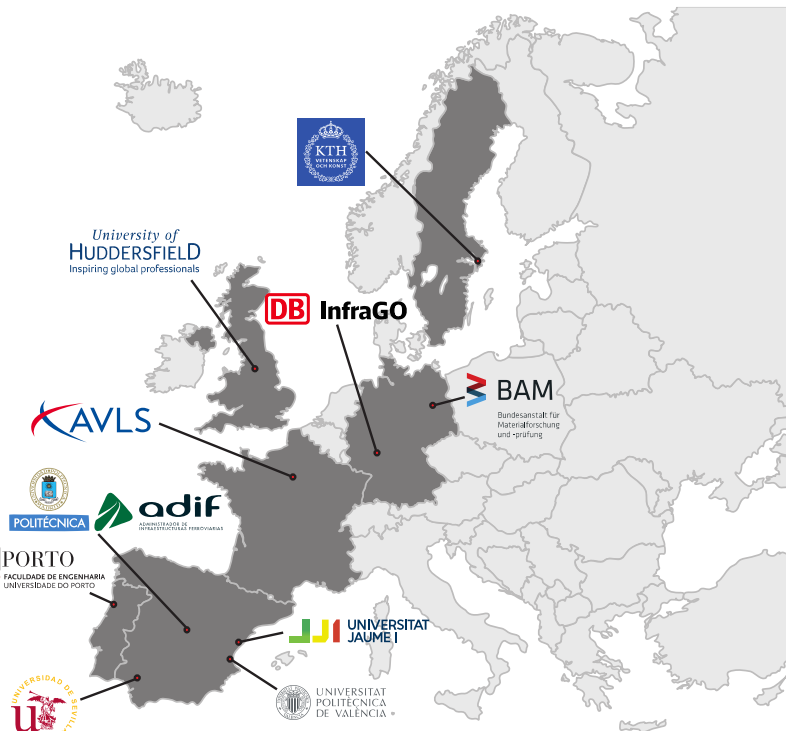 KTH
VETENSKAP
OCH KONST
University of
HUDDERSFIELD
Inspiring global professionals
DB InfraGO
BAM
Bundesanstalt für
Materialforschung
und -prüfung
AVLS
POLITÉCNICA
adif
ADMINISTRADOR DE
INFRAESTRUCTURAS FERROVIARIAS
PORTO
FACULDADE DE ENGENHARIA
UNIVERSIDADE DO PORTO
UNIVERSITAT
JAUME I
UNIVERSITAT
POLITÈCNICA
DE VALÈNCIA
UNIVERSIDAD DE SEVILLA